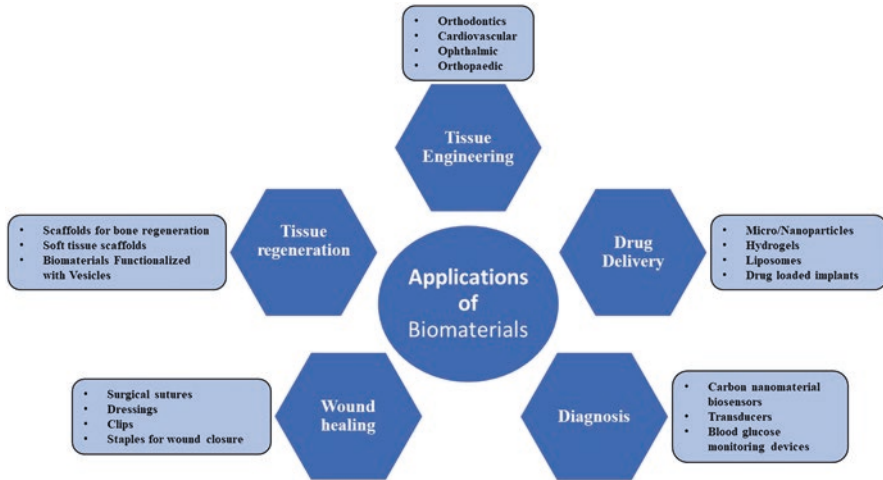 • Orthodontics
• Cardiovascular
• Ophthalmic
• Orthopaedic
Tissue
Engineering
• Scaffolds for bone regeneration
• Soft tissue scaffolds
• Biomaterials Functionalized
with Vesicles
Tissue
regeneration
Applications
of
Biomaterials
Drug
Delivery
• Micro/Nanoparticles
• Hydrogels
• Liposomes
• Drug loaded implants
• Surgical sutures
• Dressings
• Clips
• Staples for wound closure
Wound
healing
Diagnosis
• Carbon nanomaterial
biosensors
• Transducers
• Blood glucose
monitoring devices